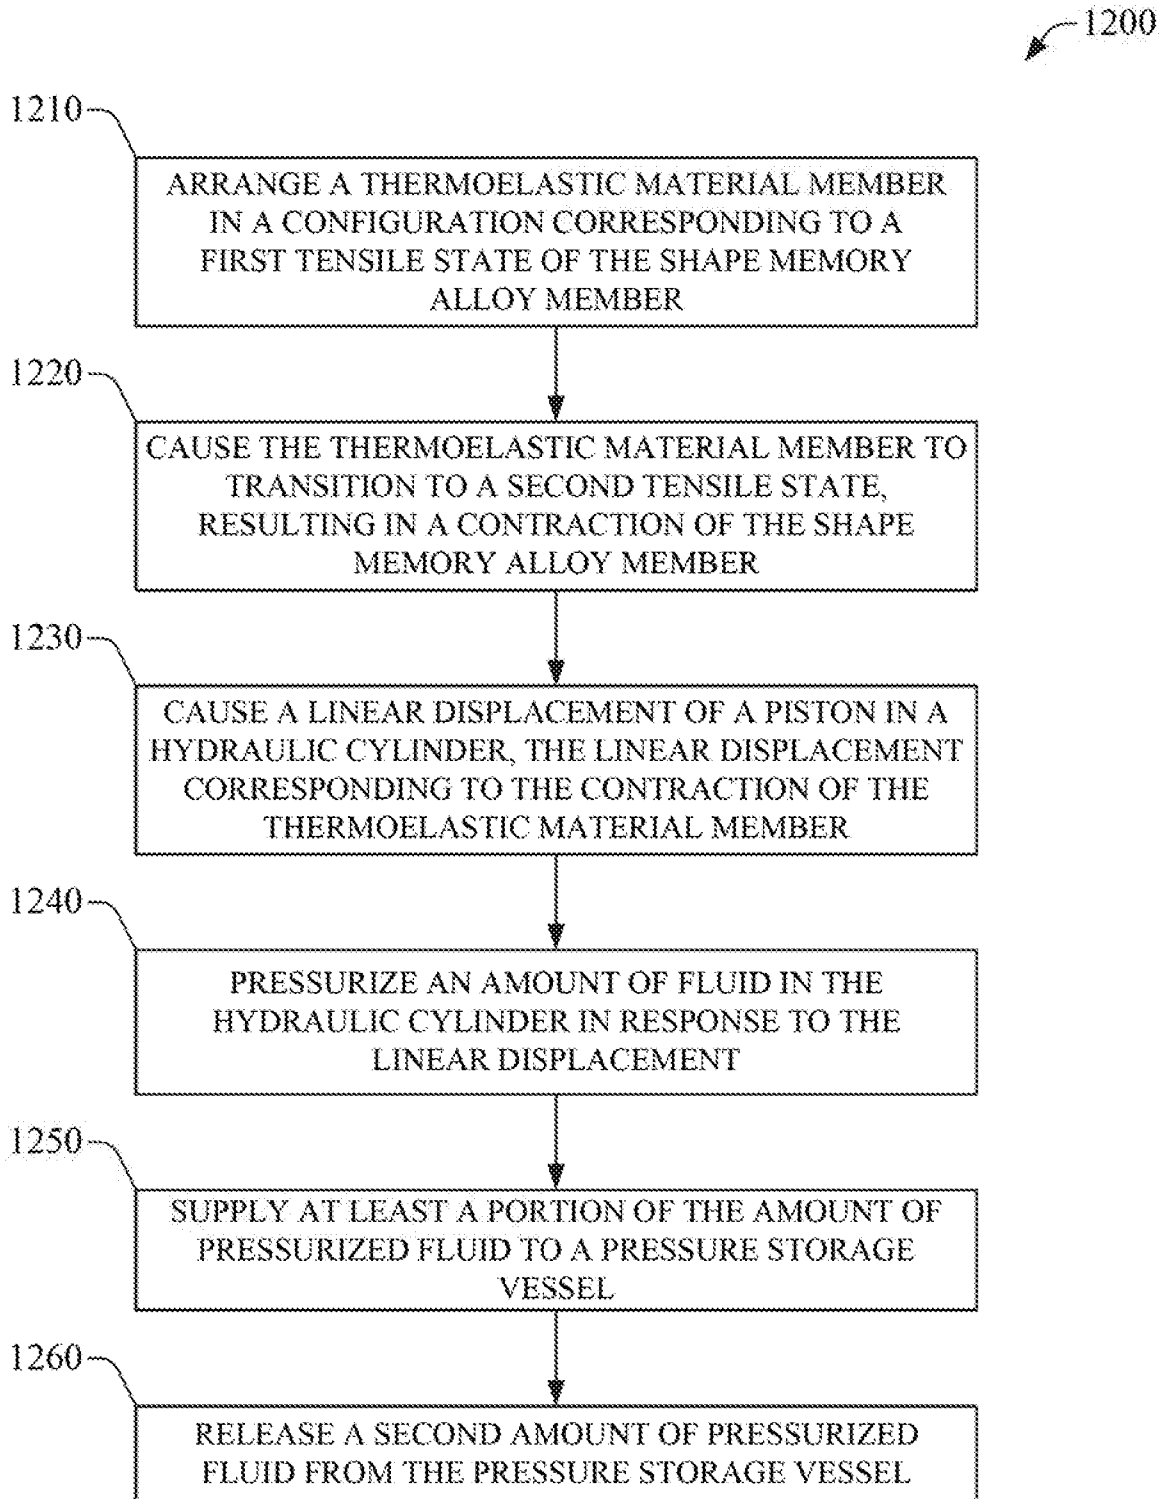 1200
1210
ARRANGE A THERMOELASTIC MATERIAL MEMBER
IN A CONFIGURATION CORRESPONDING TO A
FIRST TENSILE STATE OF THE SHAPE MEMORY
ALLOY MEMBER
1220
CAUSE THE THERMOELASTIC MATERIAL MEMBER TO
TRANSITION TO A SECOND TENSILE STATE,
RESULTING IN A CONTRACTION OF THE SHAPE
MEMORY ALLOY MEMBER
1230
CAUSE A LINEAR DISPLACEMENT OF A PISTON IN A
HYDRAULIC CYLINDER, THE LINEAR DISPLACEMENT
CORRESPONDING TO THE CONTRACTION OF THE
THERMOELASTIC MATERIAL MEMBER
1240
PRESSURIZE AN AMOUNT OF FLUID IN THE
HYDRAULIC CYLINDER IN RESPONSE TO THE
LINEAR DISPLACEMENT
1250
SUPPLY AT LEAST A PORTION OF THE AMOUNT OF
PRESSURIZED FLUID TO A PRESSURE STORAGE
VESSEL
1260
RELEASE A SECOND AMOUNT OF PRESSURIZED
FLUID FROM THE PRESSURE STORAGE VESSEL